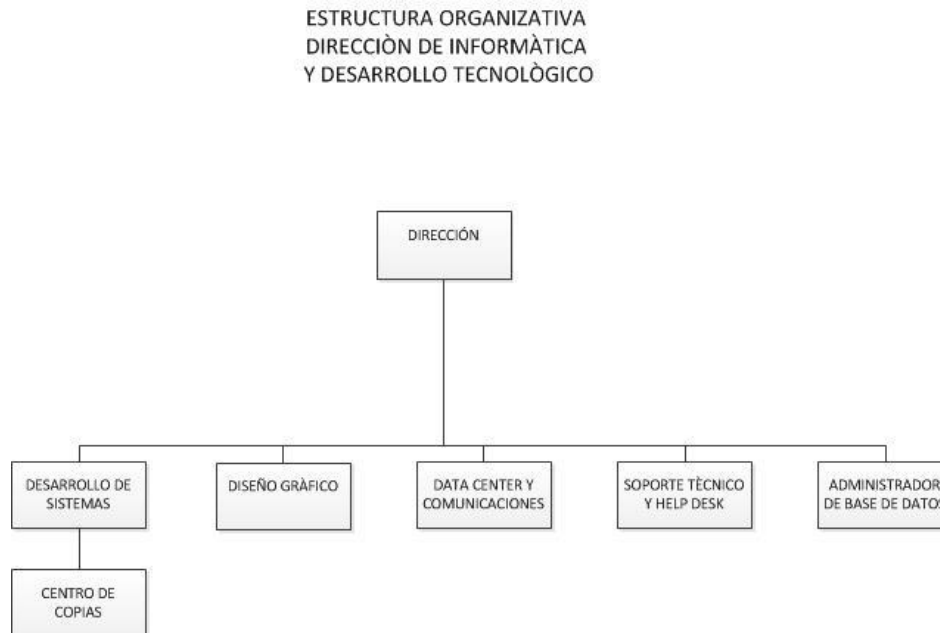 ESTRUCTURA ORGANIZATIVA
DIRECCIÒN DE INFORMÀTICA
Y DESARROLLO TECNOLÒGICO
DIRECCIÓN
DESARROLLO DE
SISTEMAS
DISEÑO GRÀFICO
DATA CENTER Y
COMUNICACIONES
SOPORTE TÈCNICO
Y HELP DESK
ADMINISTRADOR
DE BASE DE DATOS
CENTRO DE
COPIAS